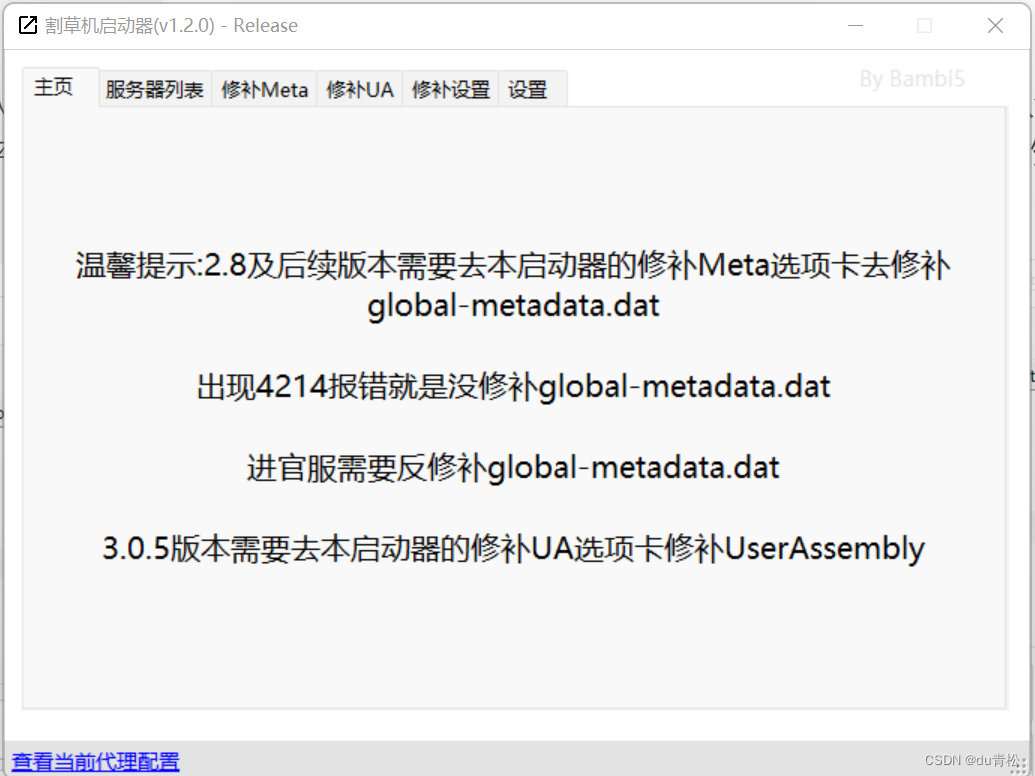 割草机启动器(v1.2.0) - Release
By Bambi5
主页 服务器列表 修补Meta 修补UA 修补设置 设置
温馨提示:2.8及后续版本需要去本启动器的修补Meta选项卡去修补
global-metadata.dat
出现4214报错就是没修补global-metadata.dat
进官服需要反修补global-metadata.dat
3.0.5版本需要去本启动器的修补UA选项卡修补UserAssembly
查看当前代理配置
CSDN @du青松